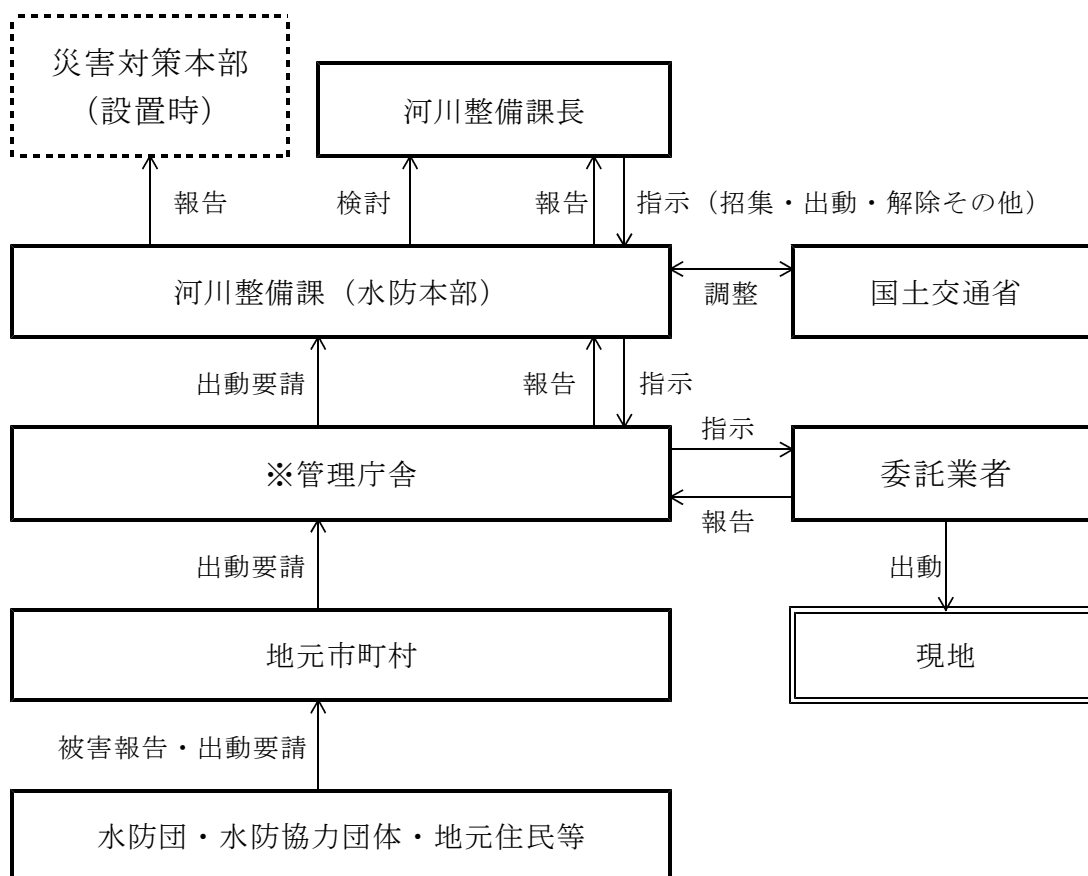 災害対策本部
（設置時）
河川整備課長
報告
検討
報告
指示（招集・出動・解除その他）
河川整備課（水防本部）
調整
国土交通省
出動要請
報告
指示
※管理庁舎
指示
報告
委託業者
出動要請
出動
地元市町村
現地
被害報告・出動要請
水防団・水防協力団体・地元住民等